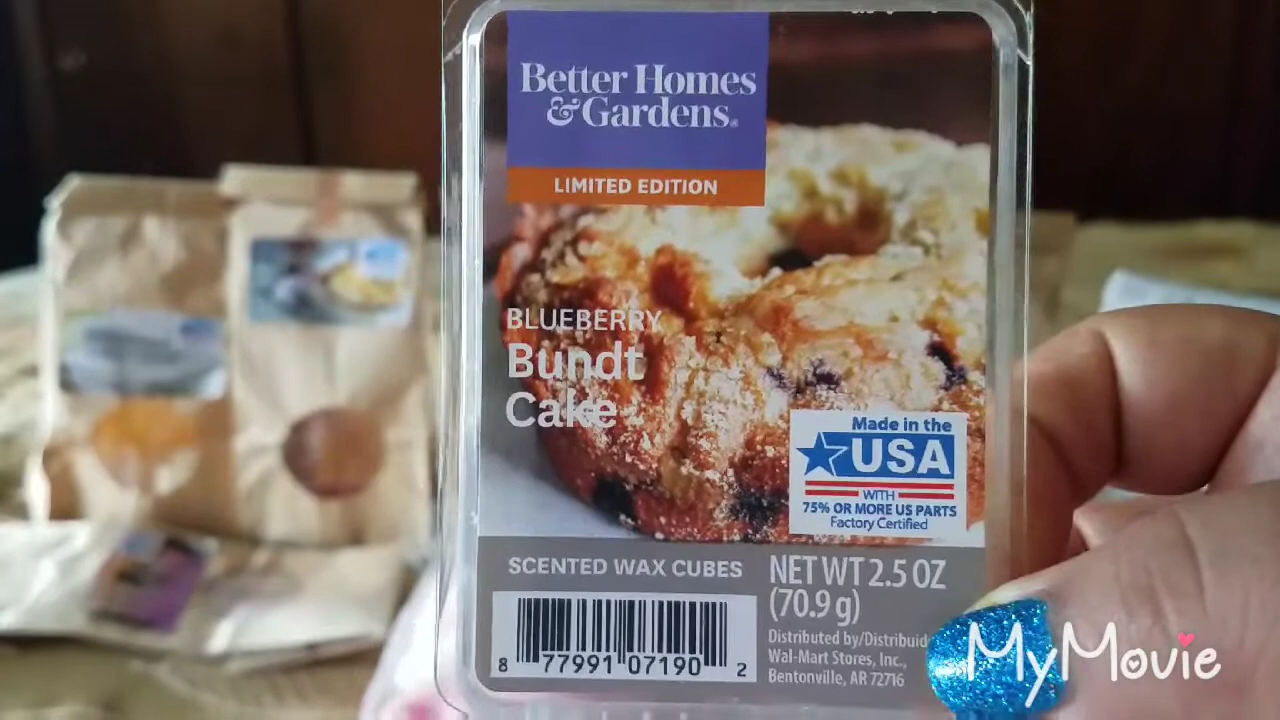 Better Homes
& Gardens®
LIMITED EDITION
BLUEBERRY
Bundt
Cake
Made in the
USA
WITH
75% OR MORE US PARTS
Factory Certified
SCENTED WAX CUBES
NET WT 2.5 OZ
(70.9 g)
8 77991 07190 2
Distributed by/Distribuid
Wal-Mart Stores, Inc.,
Bentonville, AR 72716
MyMovie